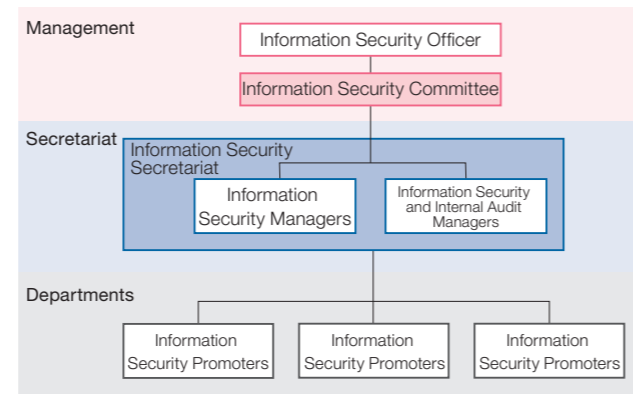 Management
Information Security Officer
Information Security Committee
Secretariat
Information Security
Secretariat
Information
Security Managers
Information Security
and Internal Audit
Managers
Departments
Information
Security Promoters
Information
Security Promoters
Information
Security Promoters